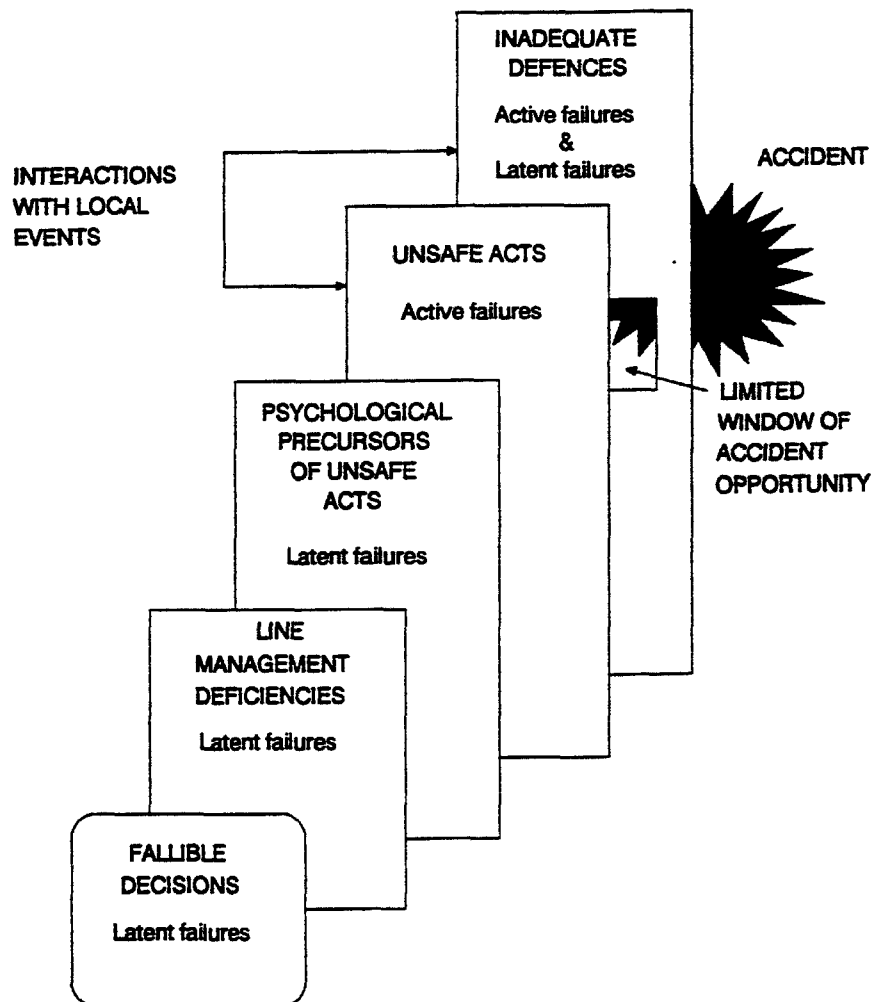 INADEQUATE
DEFENCES
Active failures
&
Latent failures
ACCIDENT
INTERACTIONS
WITH LOCAL
EVENTS
UNSAFE ACTS
Active failures
LIMITED
WINDOW OF
ACCIDENT
OPPORTUNITY
PSYCHOLOGICAL
PRECURSORS
OF UNSAFE
ACTS
Latent failures
LINE
MANAGEMENT
DEFICIENCIES
Latent failures
FALLIBLE
DECISIONS
Latent failures